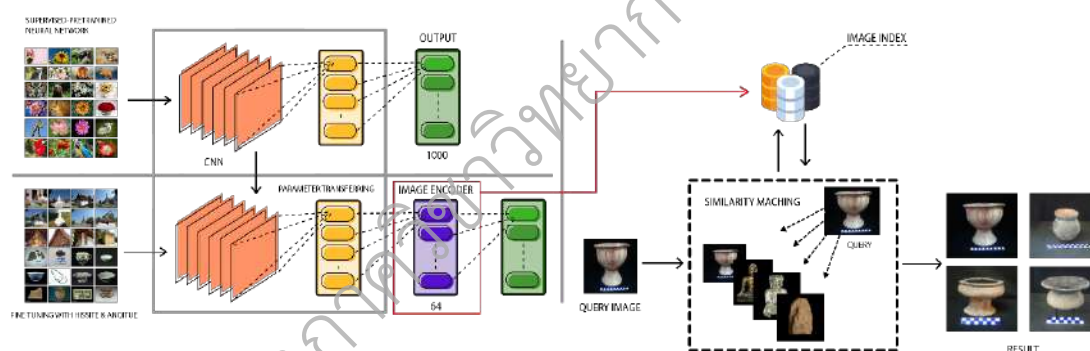 SUPERVISED-PRETRAINED
NEURAL NETWORK
OUTPUT
CNN
1000
PARAMETER TRANSFERRING
IMAGE ENCODER
64
FINE TUNING WITH HISSITE & ANQITUE
IMAGE INDEX
SIMILARITY MACHING
QUERY
QUERY IMAGE
RESULT